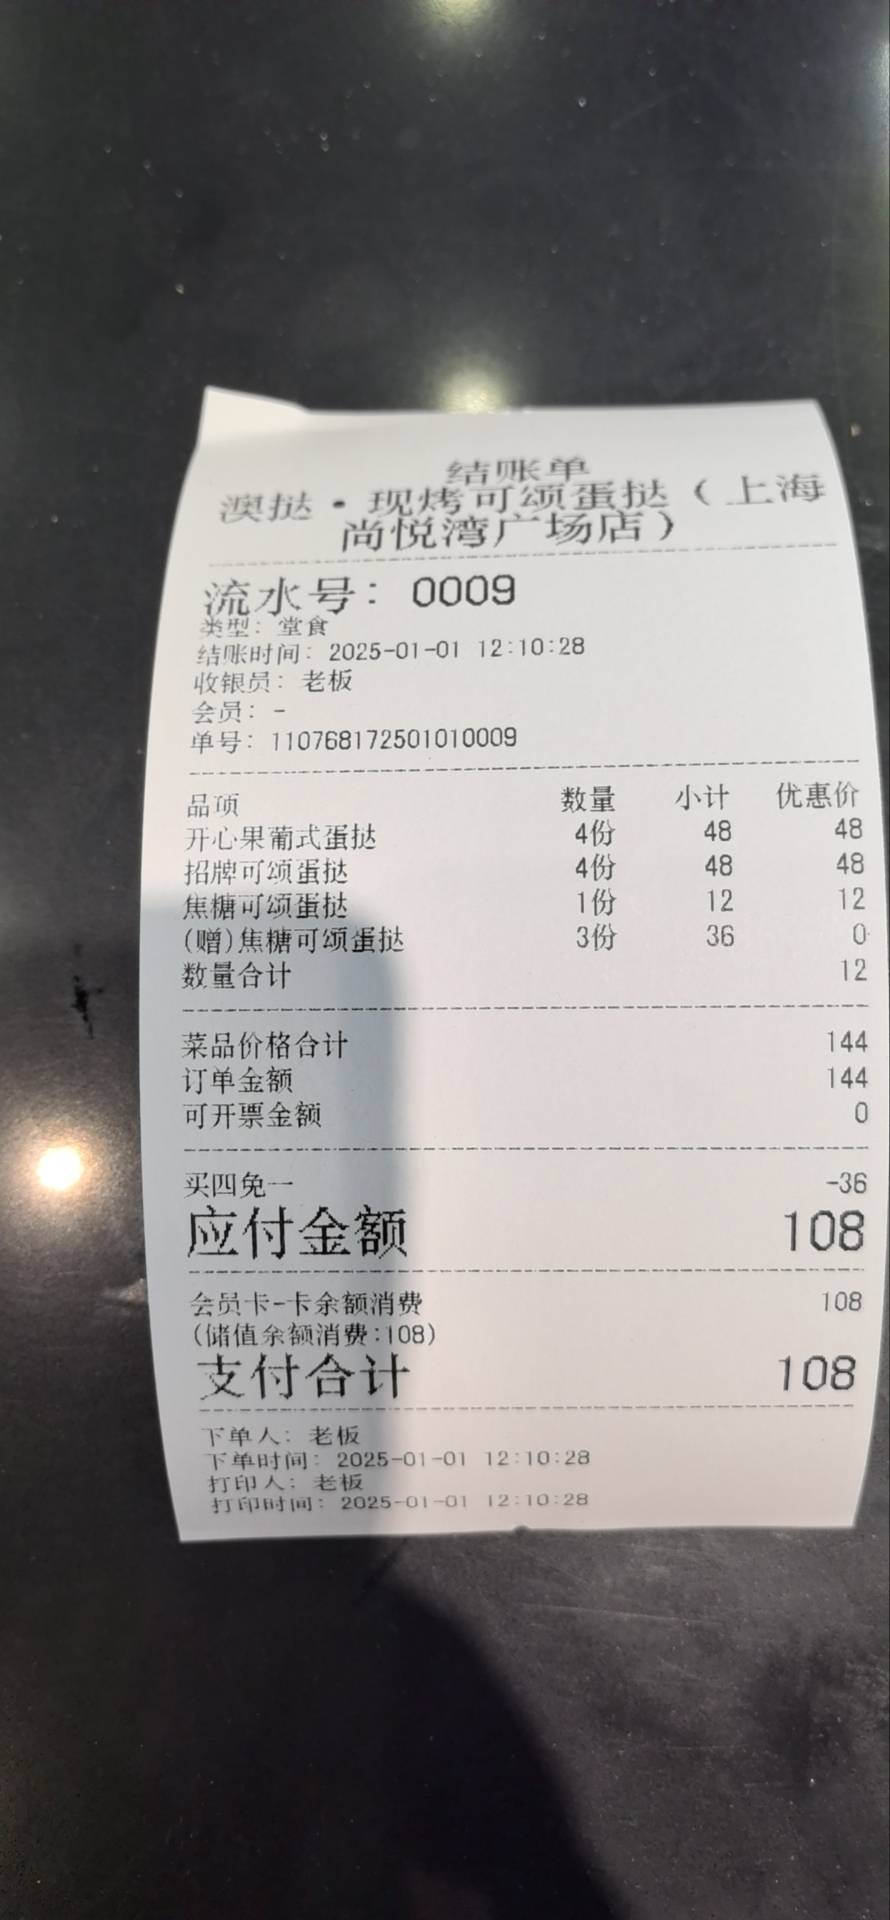 结账单
澳挞·现烤可颂蛋挞（上海
尚悦湾广场店）
流水号：0009
类型：堂食
结账时间：2025-01-01 12:10:28
收银员：老板
会员：-
单号：110768172501010009
品项 数量 小计 优惠价
开心果葡式蛋挞 4份 48 48
招牌可颂蛋挞 4份 48 48
焦糖可颂蛋挞 1份 12 12
(赠)焦糖可颂蛋挞 3份 36 0
数量合计 12
菜品价格合计 144
订单金额 144
可开票金额 0
买四免一 -36
应付金额 108
会员卡-卡余额消费 108
(储值余额消费:108)
支付合计 108
下单人：老板
下单时间：2025-01-01 12:10:28
打印人：老板
打印时间：2025-01-01 12:10:28